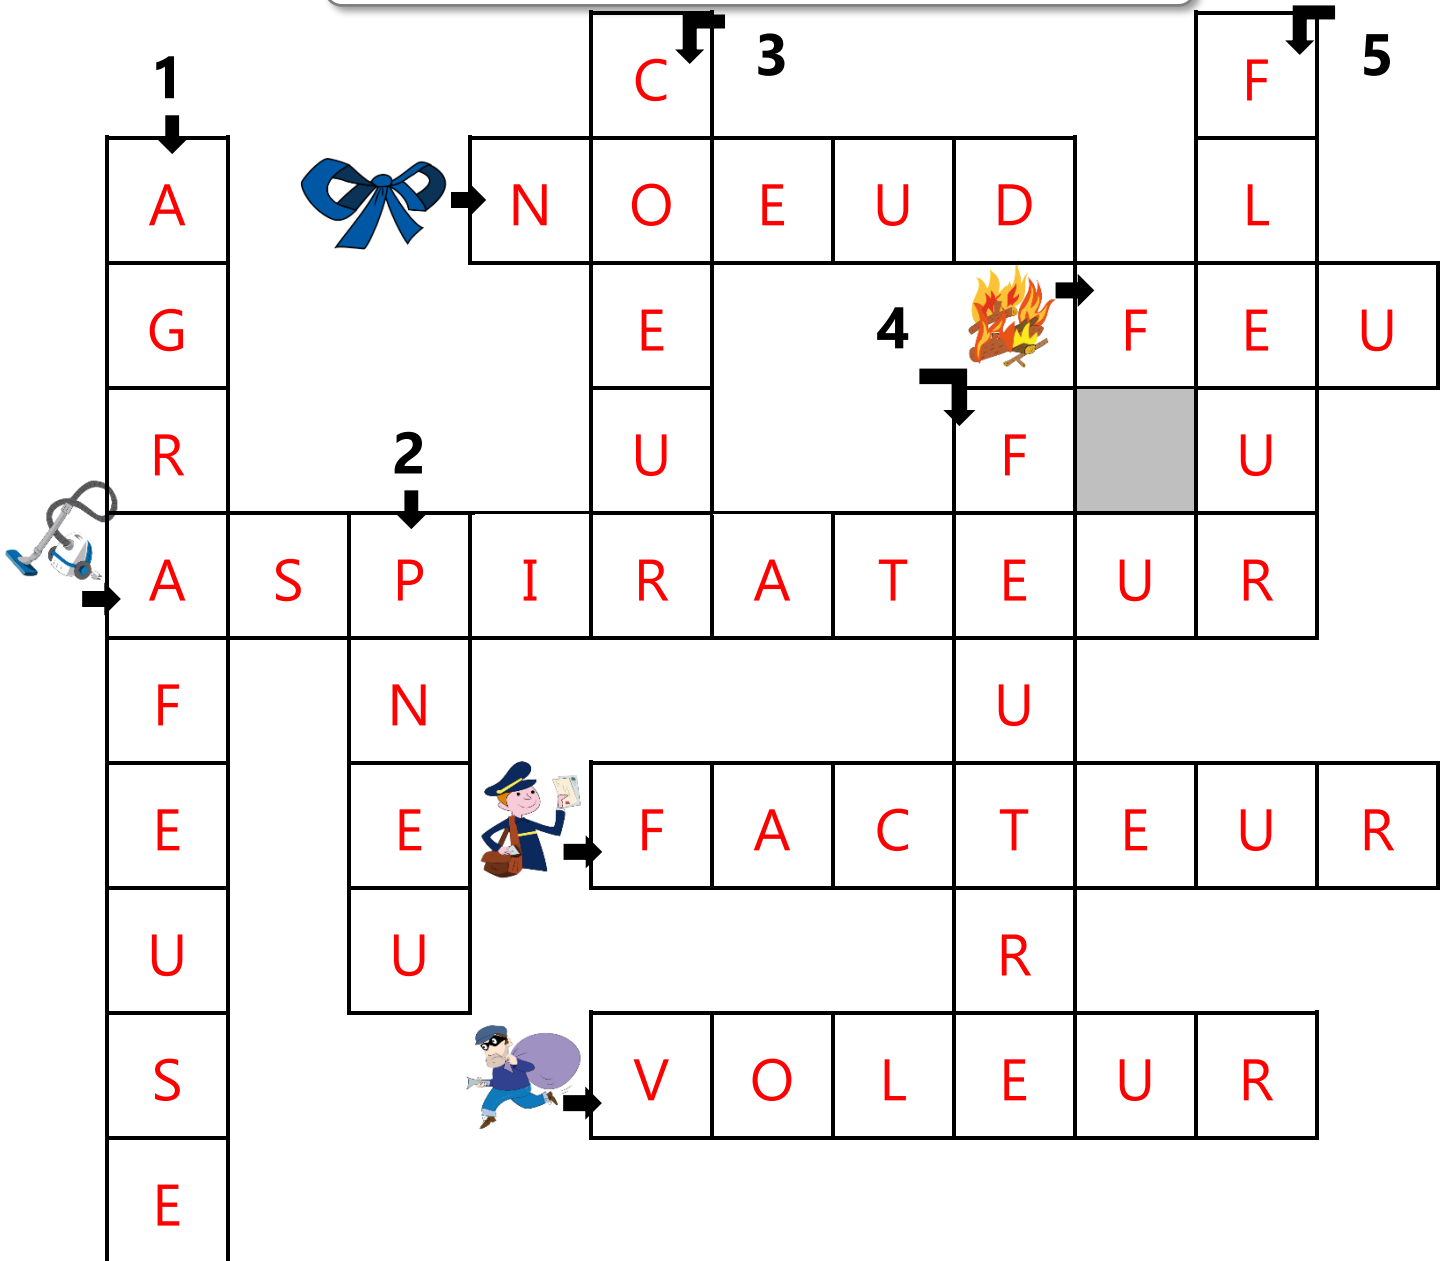 C 3 F 5
1
A N O E U D L
G E 4 F E U
R 2 U F U
A S P I R A T E U R
F N U
E E F A C T E U R
U U R
S V O L E U R
E